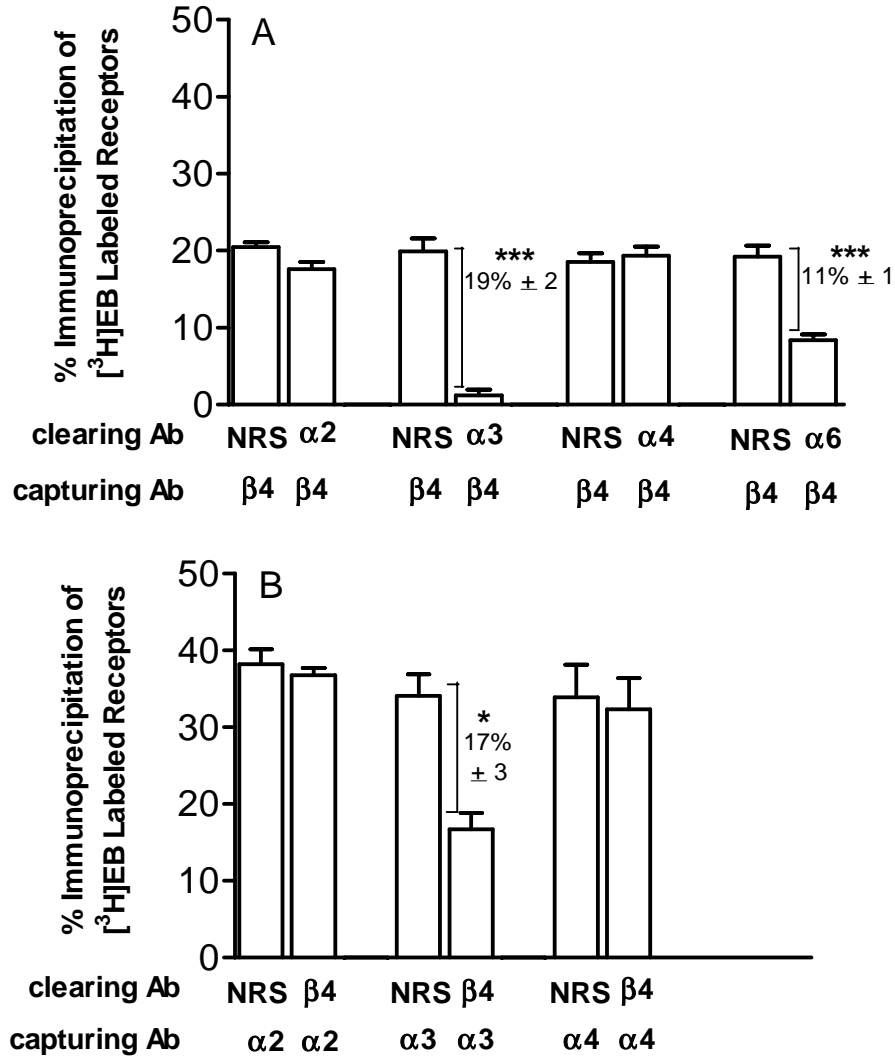 A
% Immunoprecipitation of
[³H]EB Labeled Receptors
50
40
30
20
10
0
***
19% ± 2
***
11% ± 1
clearing Ab NRS α2 NRS α3 NRS α4 NRS α6
capturing Ab β4 β4 β4 β4 β4 β4 β4 β4
B
% Immunoprecipitation of
[³H]EB Labeled Receptors
50
40
30
20
10
0
*
17%
± 3
clearing Ab NRS β4 NRS β4 NRS β4
capturing Ab α2 α2 α3 α3 α4 α4